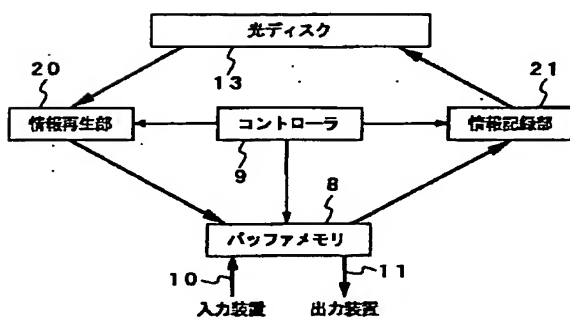 光ディスク
13
20
21
情報再生部
コントローラ
情報記録部
9
8
バッファメモリ
10
11
入力装置
出力装置